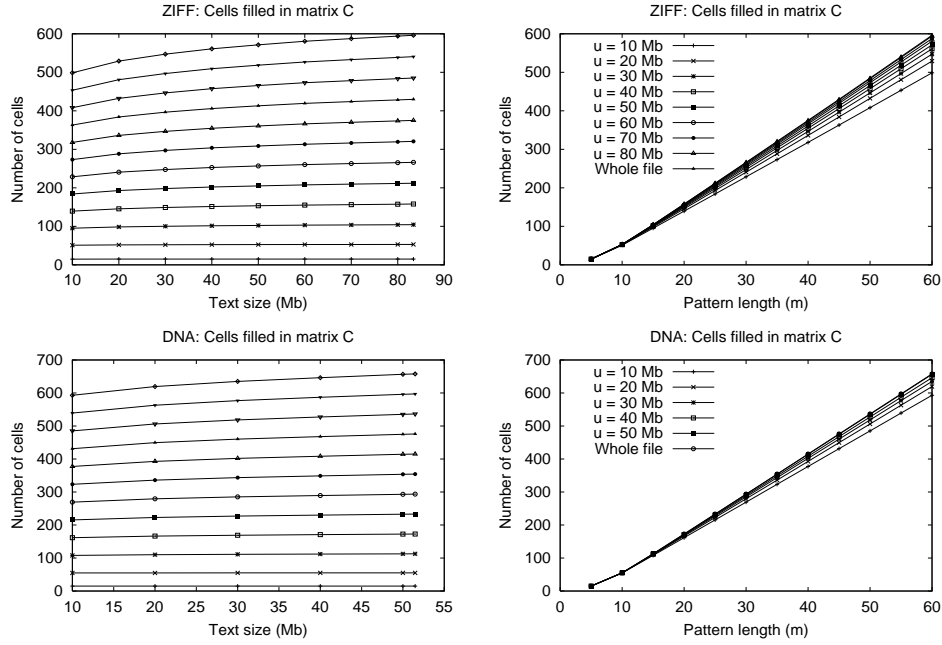 ZIFF: Cells filled in matrix C
600
500
400
300
200
100
0
Number of cells
10 20 30 40 50 60 70 80 90
Text size (Mb)
ZIFF: Cells filled in matrix C
600
500
400
300
200
100
0
Number of cells
u = 10 Mb
u = 20 Mb
u = 30 Mb
u = 40 Mb
u = 50 Mb
u = 60 Mb
u = 70 Mb
u = 80 Mb
Whole file
0 10 20 30 40 50 60
Pattern length (m)
DNA: Cells filled in matrix C
700
600
500
400
300
200
100
0
Number of cells
10 15 20 25 30 35 40 45 50 55
Text size (Mb)
DNA: Cells filled in matrix C
700
600
500
400
300
200
100
0
Number of cells
u = 10 Mb
u = 20 Mb
u = 30 Mb
u = 40 Mb
u = 50 Mb
Whole file
0 10 20 30 40 50 60
Pattern length (m)